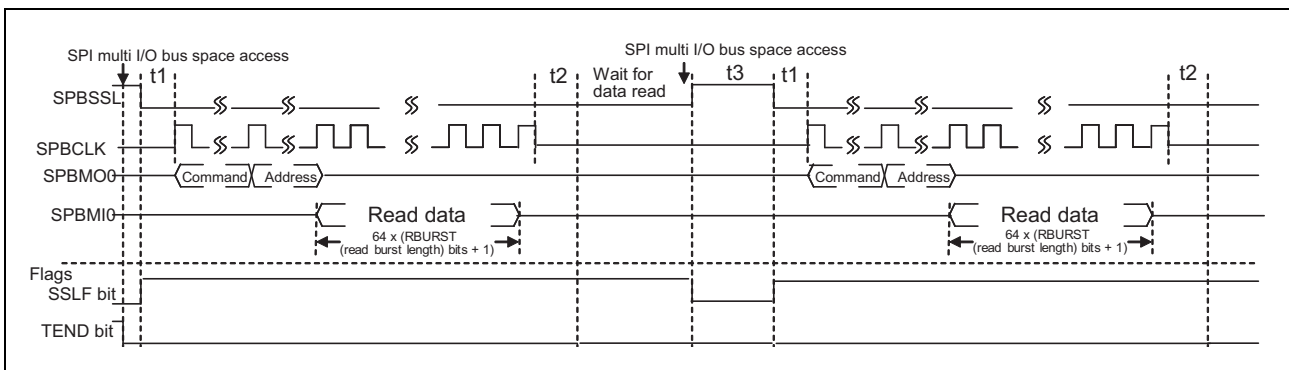 SPI multi I/O bus space access
SPI multi I/O bus space access
t1
t2
Wait for
data read
t3
t1
t2
SPBSSL
SPBCLK
SPBMO0
Command
Address
Command
Address
SPBMI0
Read data
64 x (RBURST
(read burst length) bits + 1)
Read data
64 x (RBURST
(read burst length) bits + 1)
Flags
SSLF bit
TEND bit